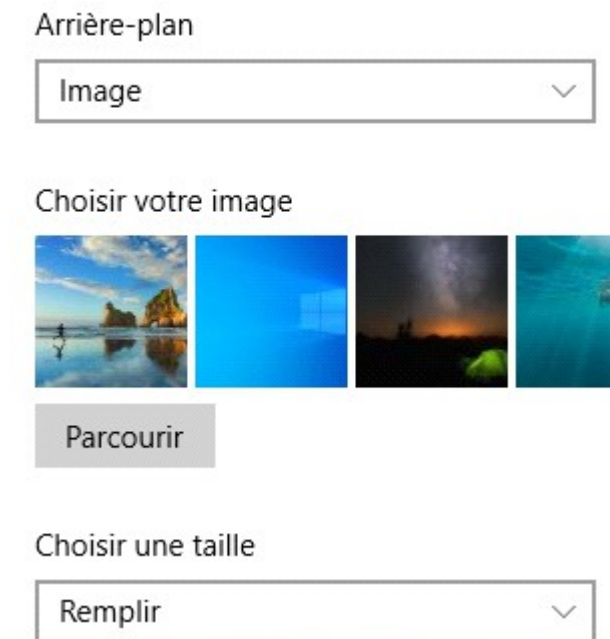 Arrière-plan
Image
Choisir votre image
Parcourir
Choisir une taille
Remplir